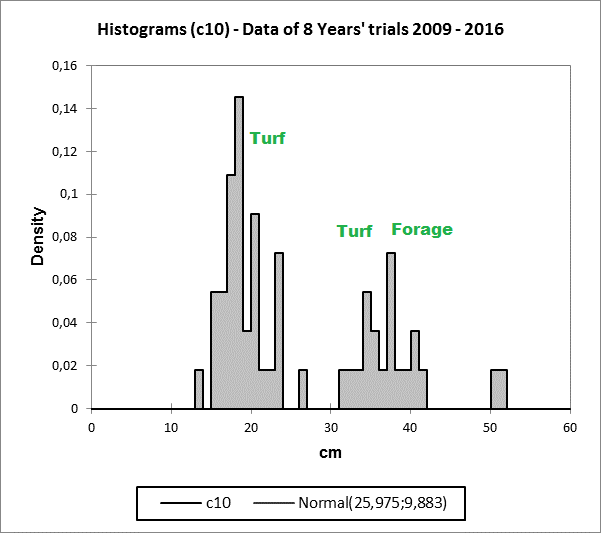 Histograms (c10) - Data of 8 Years' trials 2009 - 2016
0,16
0,14
0,12
0,1
0,08
0,06
0,04
0,02
0
Density
Turf
Turf
Forage
0 10 20 30 40 50 60
cm
c10 Normal(25,975;9,883)